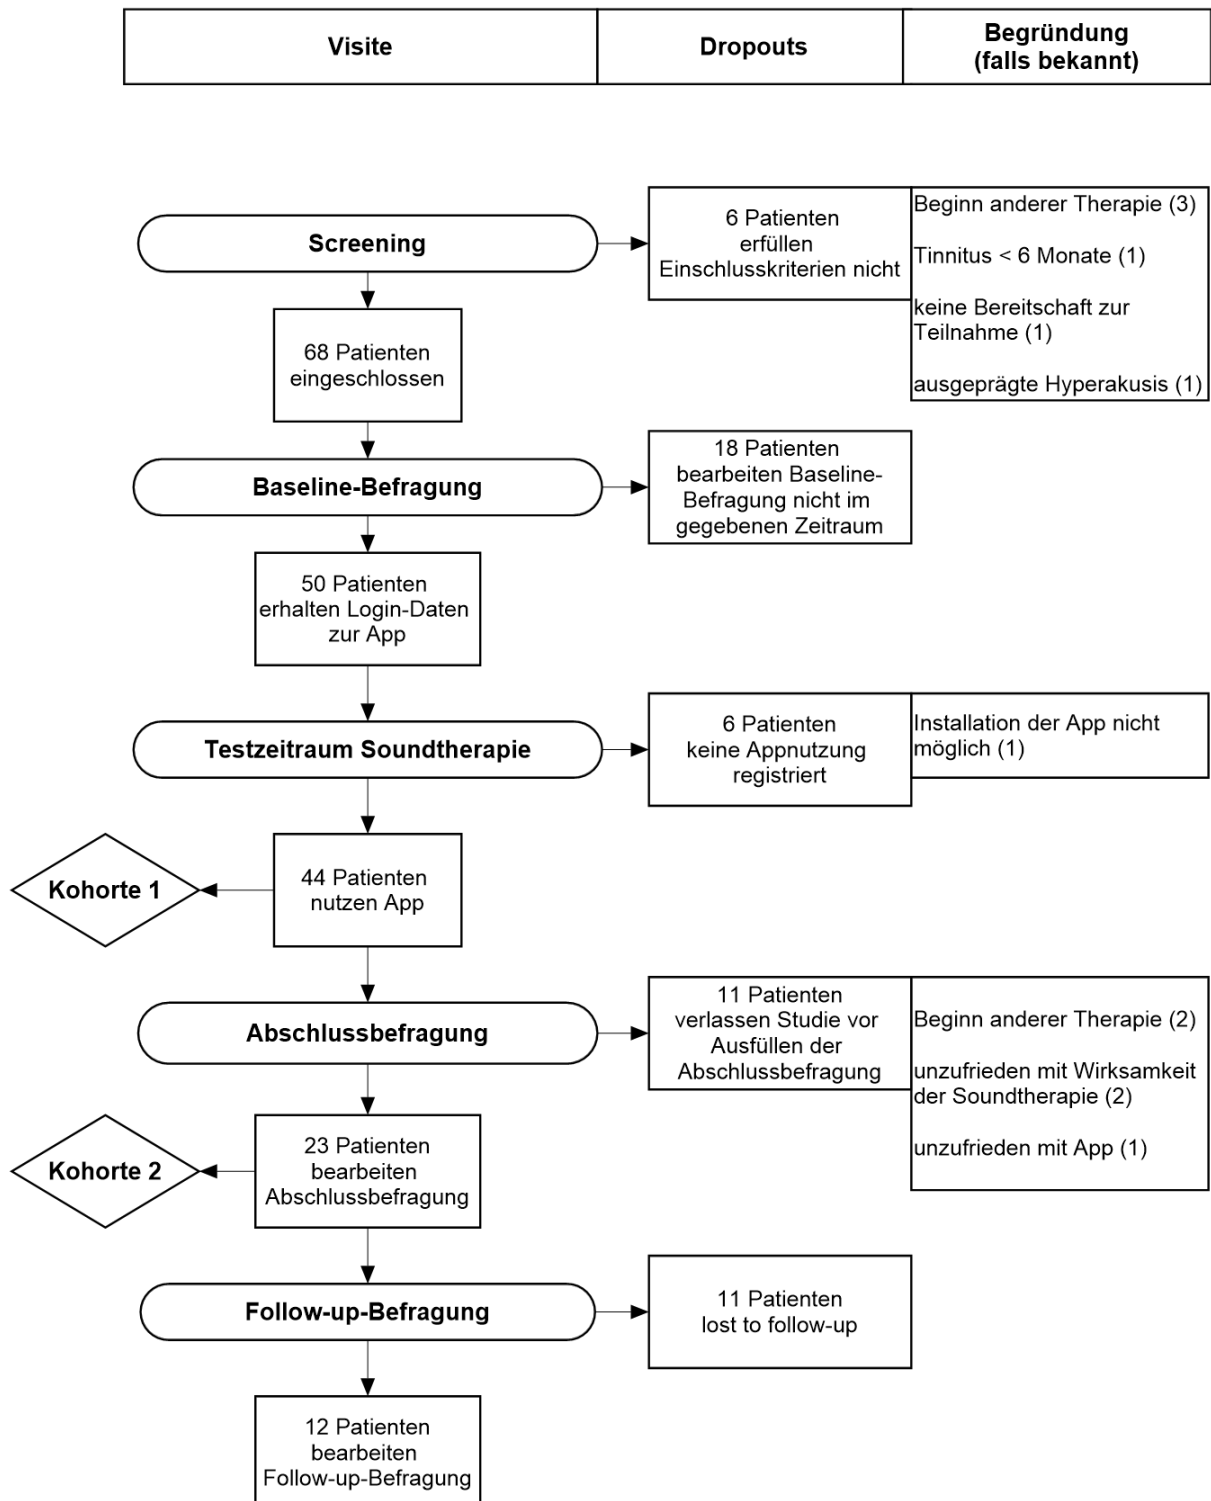 Visite
Dropouts
Begründung
(falls bekannt)
Screening
6 Patienten
erfüllen
Einschlusskriterien nicht
Beginn anderer Therapie (3)
Tinnitus < 6 Monate (1)
keine Bereitschaft zur
Teilnahme (1)
ausgeprägte Hyperakusis (1)
68 Patienten
eingeschlossen
Baseline-Befragung
18 Patienten
bearbeiten Baseline-
Befragung nicht im
gegebenen Zeitraum
50 Patienten
erhalten Login-Daten
zur App
Testzeitraum Soundtherapie
6 Patienten
keine Appnutzung
registriert
Installation der App nicht
möglich (1)
Kohorte 1
44 Patienten
nutzen App
Abschlussbefragung
11 Patienten
verlassen Studie vor
Ausfüllen der
Abschlussbefragung
Beginn anderer Therapie (2)
unzufrieden mit Wirksamkeit
der Soundtherapie (2)
unzufrieden mit App (1)
Kohorte 2
23 Patienten
bearbeiten
Abschlussbefragung
Follow-up-Befragung
11 Patienten
lost to follow-up
12 Patienten
bearbeiten
Follow-up-Befragung